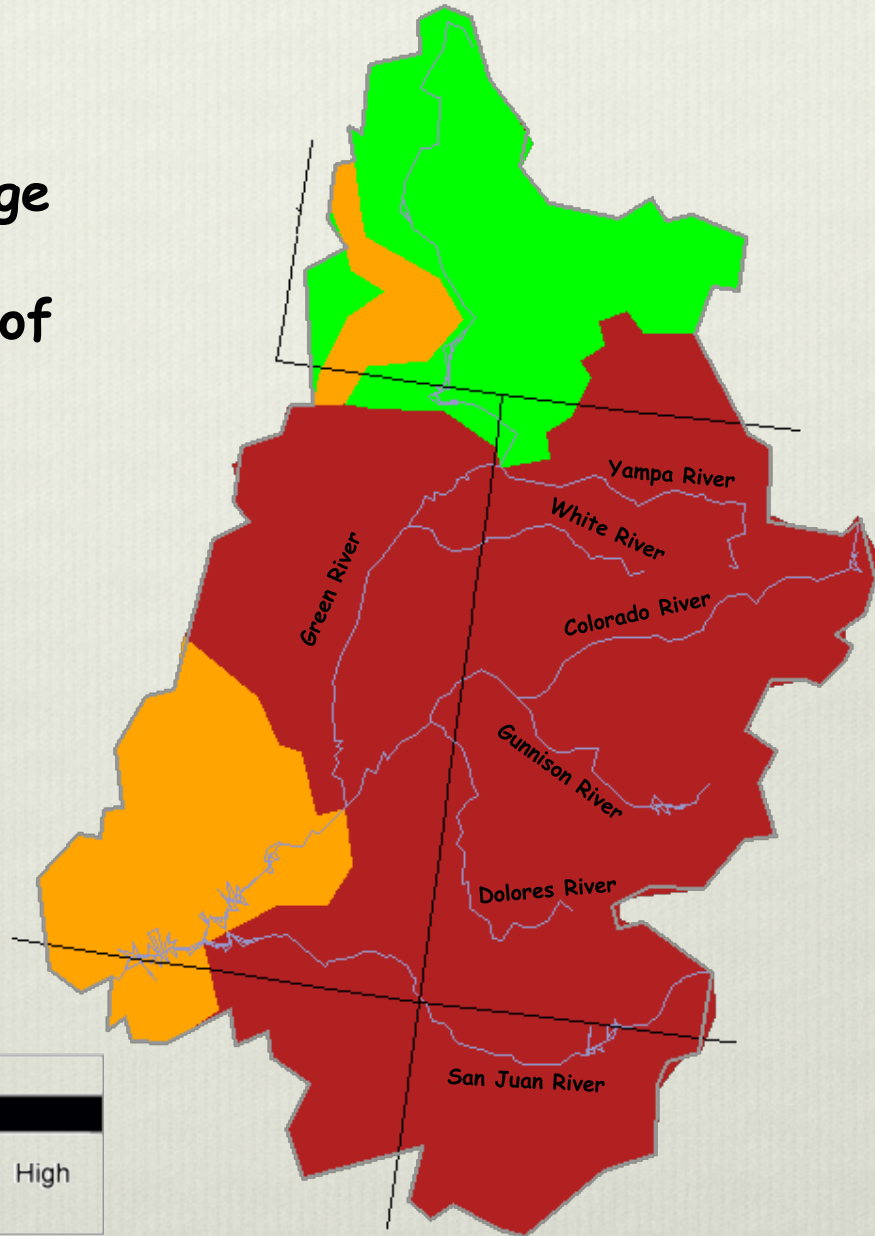 ge
of
Yampa River
White River
Green River
Colorado River
Gunnison River
Dolores River
San Juan River
High